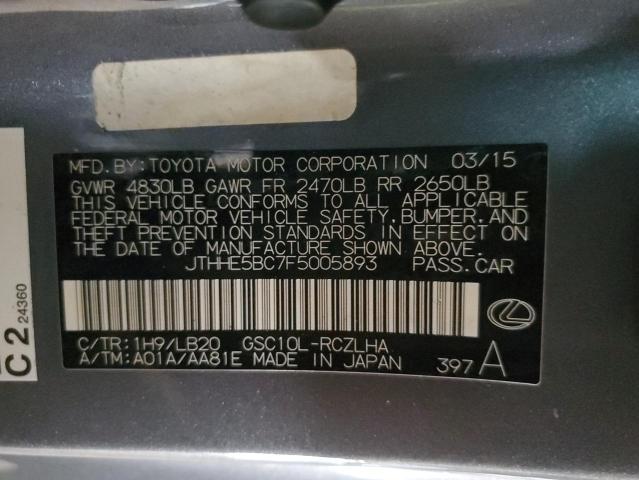 MFD.BY:TOYOTA MOTOR CORPORATION 03/15
GVWR 4830LB GAWR FR 2470LB RR 2650LB
THIS VEHICLE CONFORMS TO ALL APPLICABLE
FEDERAL MOTOR VEHICLE SAFETY,BUMPER,AND
THEFT PREVENTION STANDARDS IN EFFECT ON
THE DATE OF MANUFACTURE SHOWN ABOVE.
JTHHE5BC7F5005893 PASS.CAR
C/TR:1H9/LB20 GSC10L-RCZLHA
A/TM:A01A/AA81E MADE IN JAPAN 397 A
C2 24360